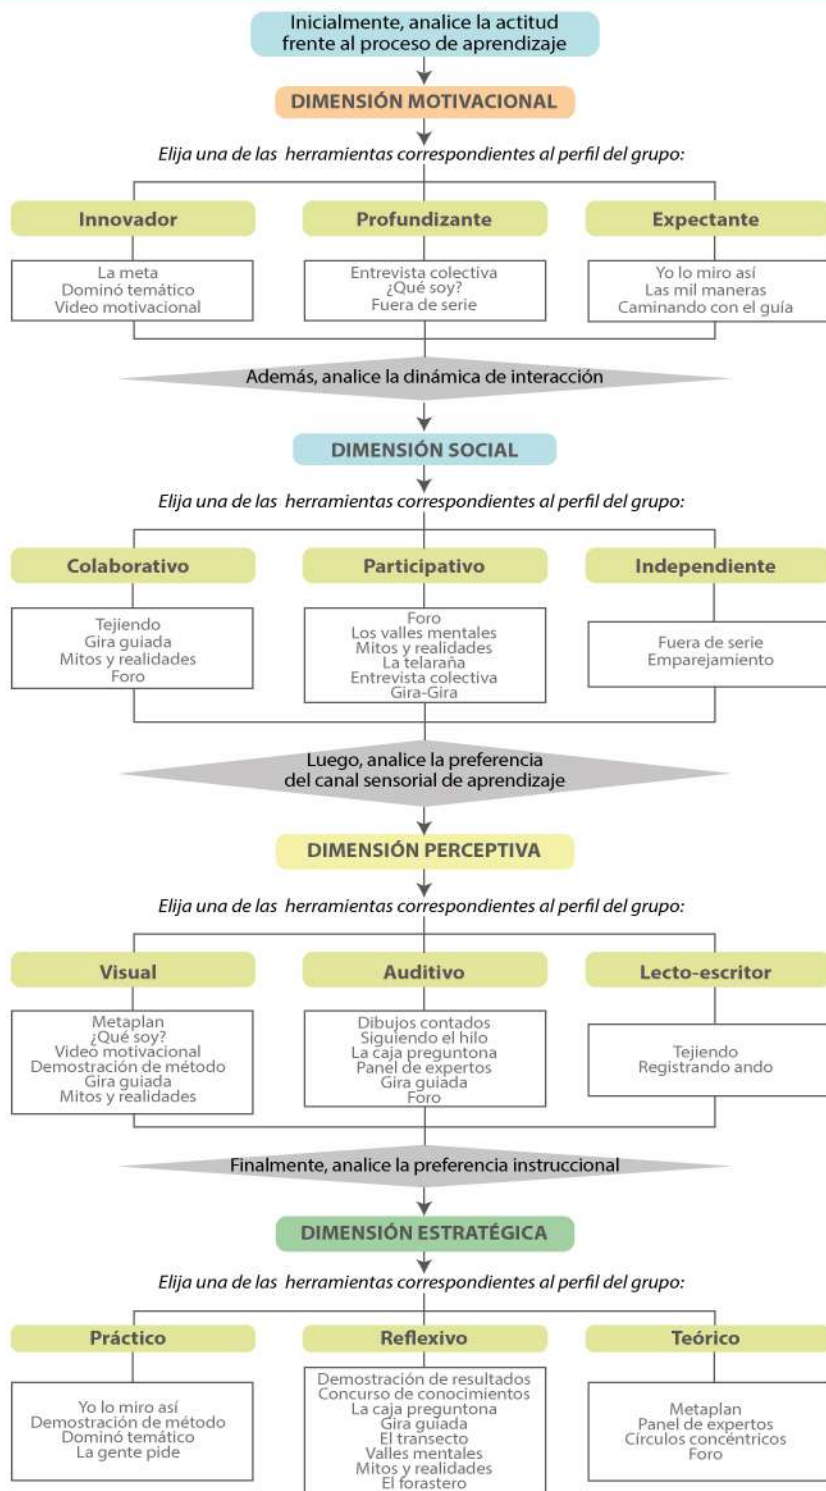 Inicialmente, analice la actitud
frente al proceso de aprendizaje
DIMENSIÓN MOTIVACIONAL
Elija una de las herramientas correspondientes al perfil del grupo:
Innovador
La meta
Dominó temático
Video motivacional
Profundizante
Entrevista colectiva
¿Qué soy?
Fuera de serie
Expectante
Yo lo miro así
Las mil maneras
Caminando con el guía
Además, analice la dinámica de interacción
DIMENSIÓN SOCIAL
Elija una de las herramientas correspondientes al perfil del grupo:
Colaborativo
Tejiendo
Gira guiada
Mitos y realidades
Foro
Participativo
Foro
Los valles mentales
Mitos y realidades
La telaraña
Entrevista colectiva
Gira-Gira
Independiente
Fuera de serie
Emparejamiento
Luego, analice la preferencia
del canal sensorial de aprendizaje
DIMENSIÓN PERCEPTIVA
Elija una de las herramientas correspondientes al perfil del grupo:
Visual
Metaplan
¿Qué soy?
Video motivacional
Demostración de método
Gira guiada
Mitos y realidades
Auditivo
Dibujos contados
Siguiendo el hilo
La caja preguntona
Panel de expertos
Gira guiada
Foro
Lecto-escritor
Tejiendo
Registrando ando
Finalmente, analice la preferencia instruccional
DIMENSIÓN ESTRATÉGICA
Elija una de las herramientas correspondientes al perfil del grupo:
Práctico
Yo lo miro así
Demostración de método
Dominó temático
La gente pide
Reflexivo
Demostración de resultados
Concurso de conocimientos
La caja preguntona
Gira guiada
El transecto
Valles mentales
Mitos y realidades
El forastero
Teórico
Metaplan
Panel de expertos
Círculos concéntricos
Foro